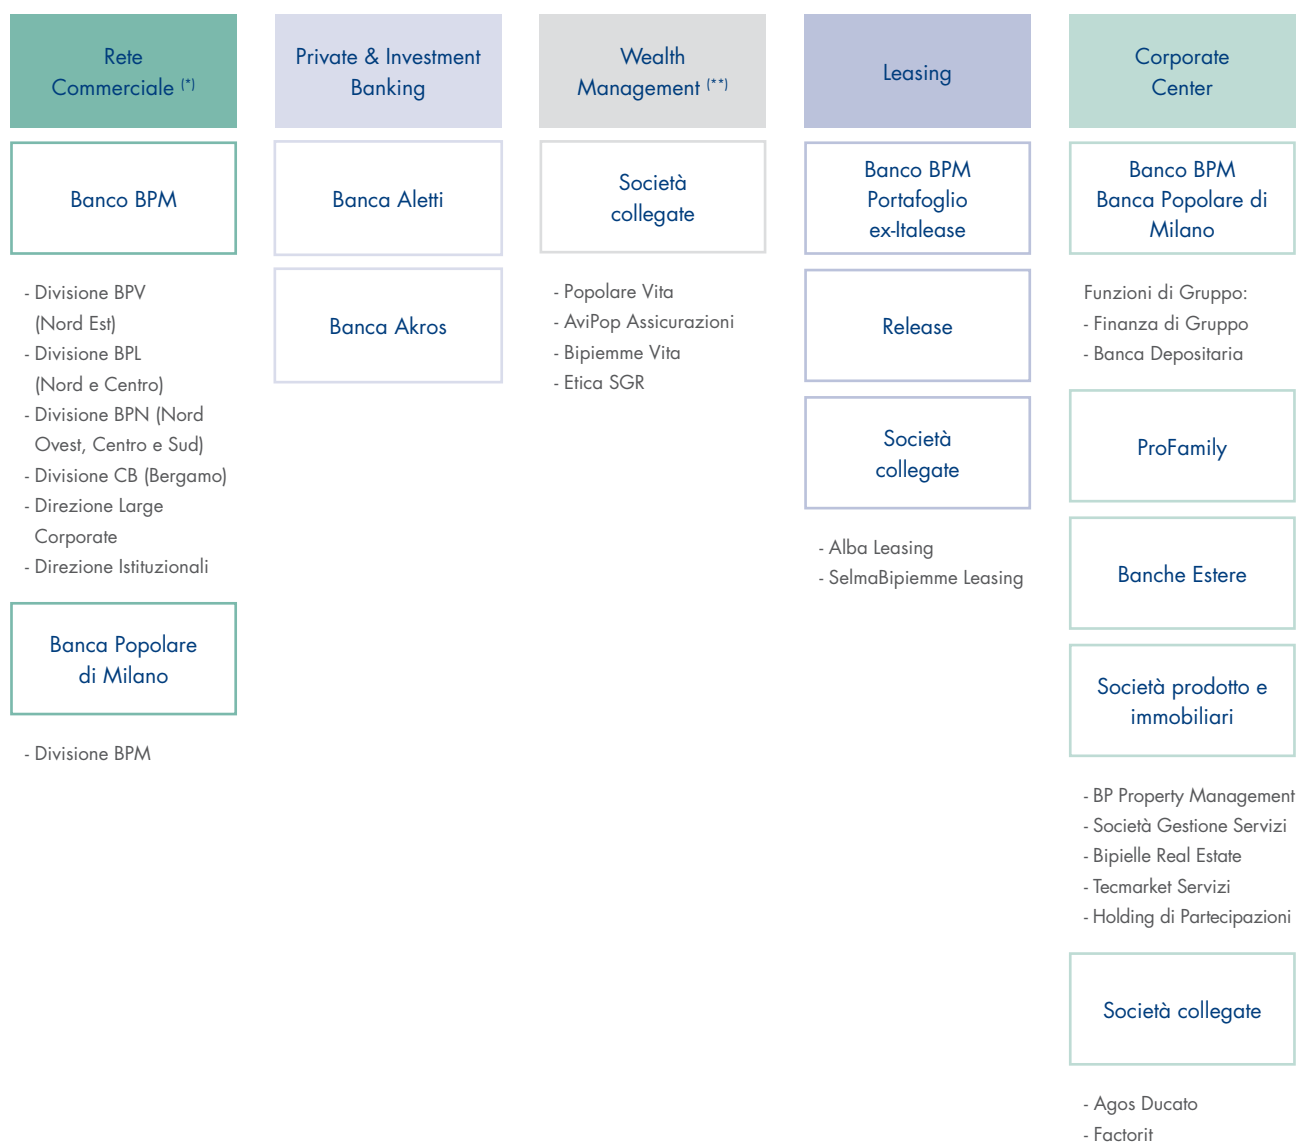 Rete
Commerciale (*)
Banco BPM
- Divisione BPV
(Nord Est)
- Divisione BPL
(Nord e Centro)
- Divisione BPN (Nord
Ovest, Centro e Sud)
- Divisione CB (Bergamo)
- Direzione Large
Corporate
- Direzione Istituzionali
Banca Popolare
di Milano
- Divisione BPM
Private & Investment
Banking
Banca Aletti
Banca Akros
Wealth
Management (**)
Società
collegate
- Popolare Vita
- AviPop Assicurazioni
- Bipiemme Vita
- Etica SGR
Leasing
Banco BPM
Portafoglio
ex-Italease
Release
Società
collegate
- Alba Leasing
- SelmaBipiemme Leasing
Corporate
Center
Banco BPM
Banca Popolare di
Milano
Funzioni di Gruppo:
- Finanza di Gruppo
- Banca Depositaria
ProFamily
Banche Estere
Società prodotto e
immobiliari
- BP Property Management
- Società Gestione Servizi
- Bipielle Real Estate
- Tecmarket Servizi
- Holding di Partecipazioni
Società collegate
- Agos Ducato
- Factorit